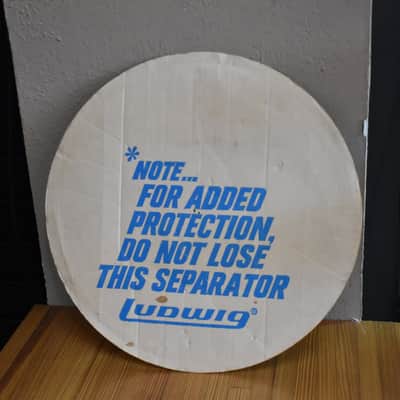 *NOTE...
FOR ADDED
PROTECTION,
DO NOT LOSE
THIS SEPARATOR
LUDWIG®